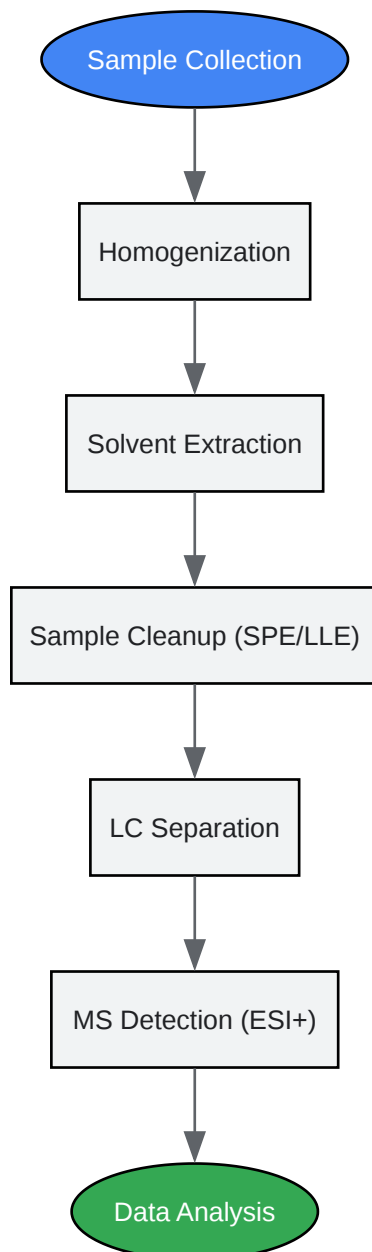 Sample Collection
Homogenization
Solvent Extraction
Sample Cleanup (SPE/LLE)
LC Separation
MS Detection (ESI+)
Data Analysis